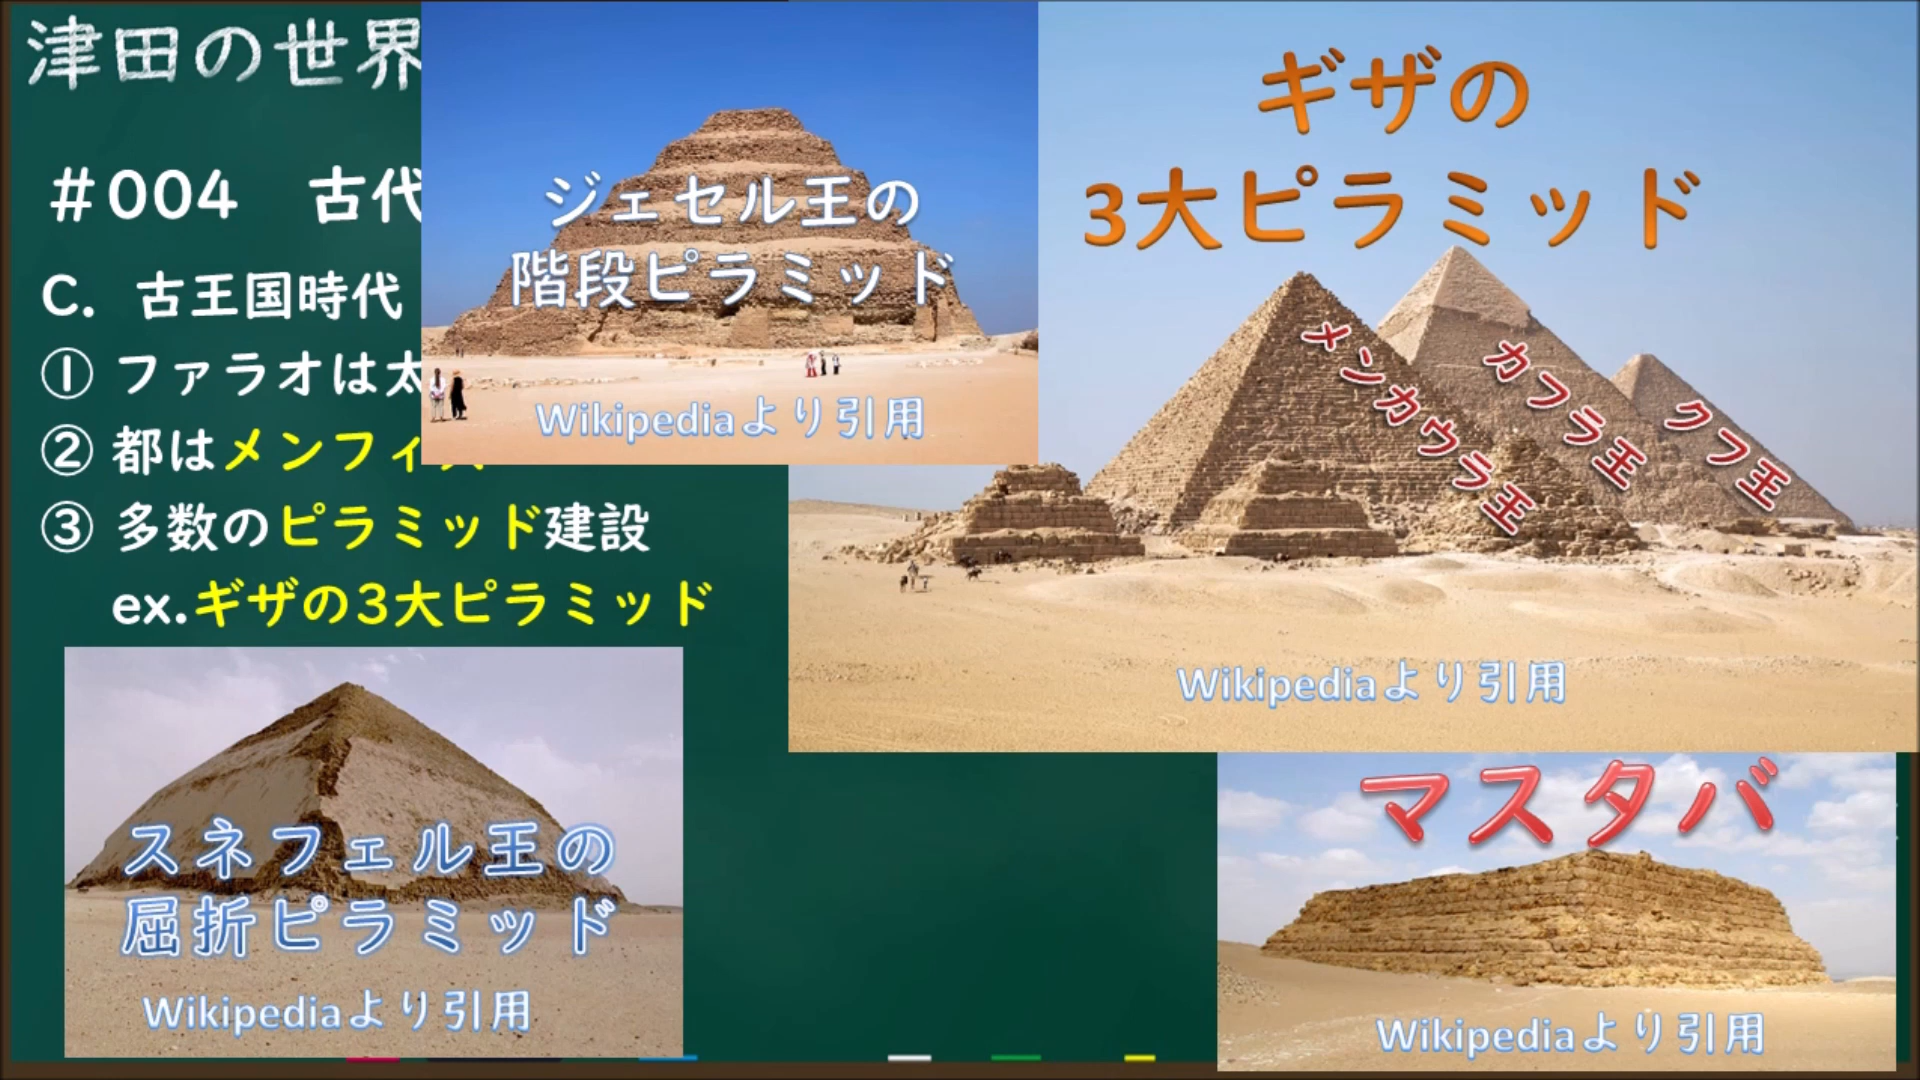 津田の世界
#004 古代
C. 古王国時代
① ファラオは太
② 都はメンフィス
③ 多数のピラミッド建設
ex.ギザの3大ピラミッド
ジェセル王の
階段ピラミッド
Wikipediaより引用
ギザの
3大ピラミッド
メンカウラ王
カフラ王
クフ王
Wikipediaより引用
スネフェル王の
屈折ピラミッド
Wikipediaより引用
マスタバ
Wikipediaより引用